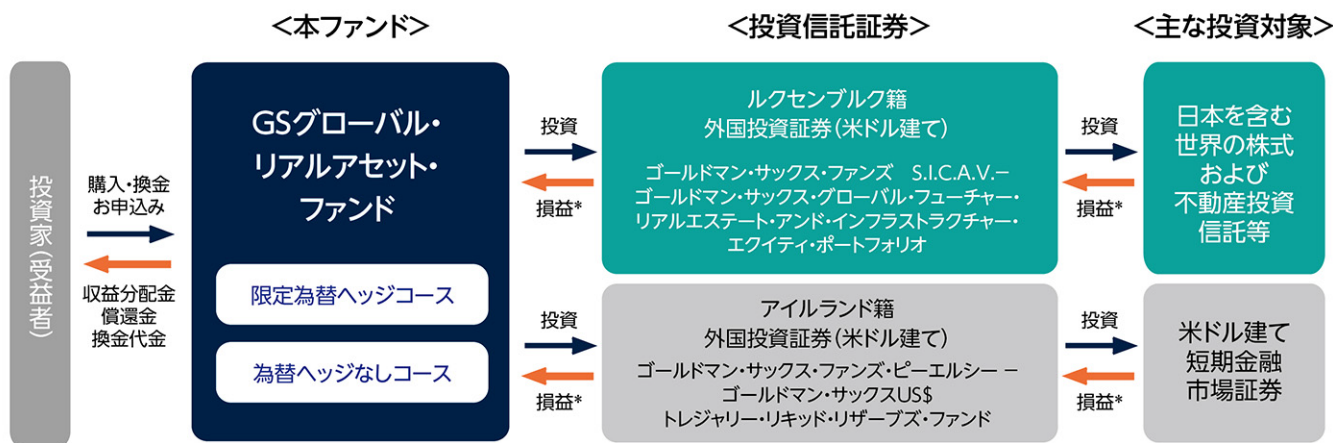 <本ファンド>
<投資信託証券>
<主な投資対象>
投資家(受益者)
購入・換金
お申込み
収益分配金
償還金
換金代金
GSグローバル・
リアルアセット・
ファンド
限定為替ヘッジコース
為替ヘッジなしコース
投資
損益*
ルクセンブルク籍
外国投資証券(米ドル建て)
ゴールドマン・サックス・ファンズ S.I.C.A.V.−
ゴールドマン・サックス・グローバル・フューチャー・
リアルエステート・アンド・インフラストラクチャー・
エクイティ・ポートフォリオ
投資
損益*
日本を含む
世界の株式
および
不動産投資
信託等
投資
損益*
アイルランド籍
外国投資証券(米ドル建て)
ゴールドマン・サックス・ファンズ・ピーエルシー −
ゴールドマン・サックスUS$
トレジャリー・リキッド・リザーブズ・ファンド
投資
損益*
米ドル建て
短期金融
市場証券